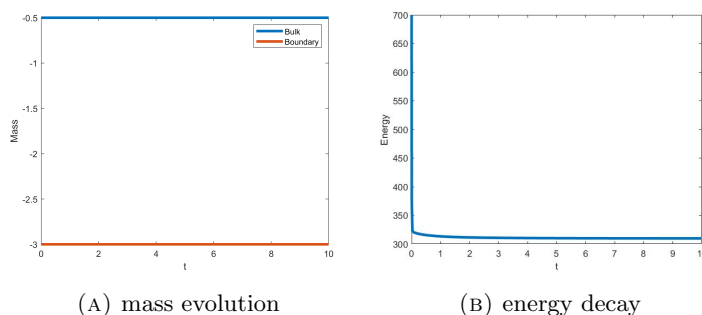 -0.5
-1
-1.5
-2
-2.5
-3
0 2 4 6 8 10
Mass
t
Bulk
Boundary
700
650
600
550
500
450
400
350
300
0 1 2 3 4 5 6 7 8 9 1
Energy
t
(A) mass evolution
(B) energy decay